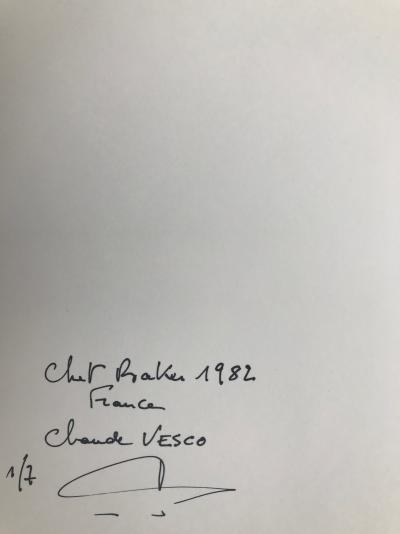 Chet Baker 1982
France
Claude VESCO
1/7